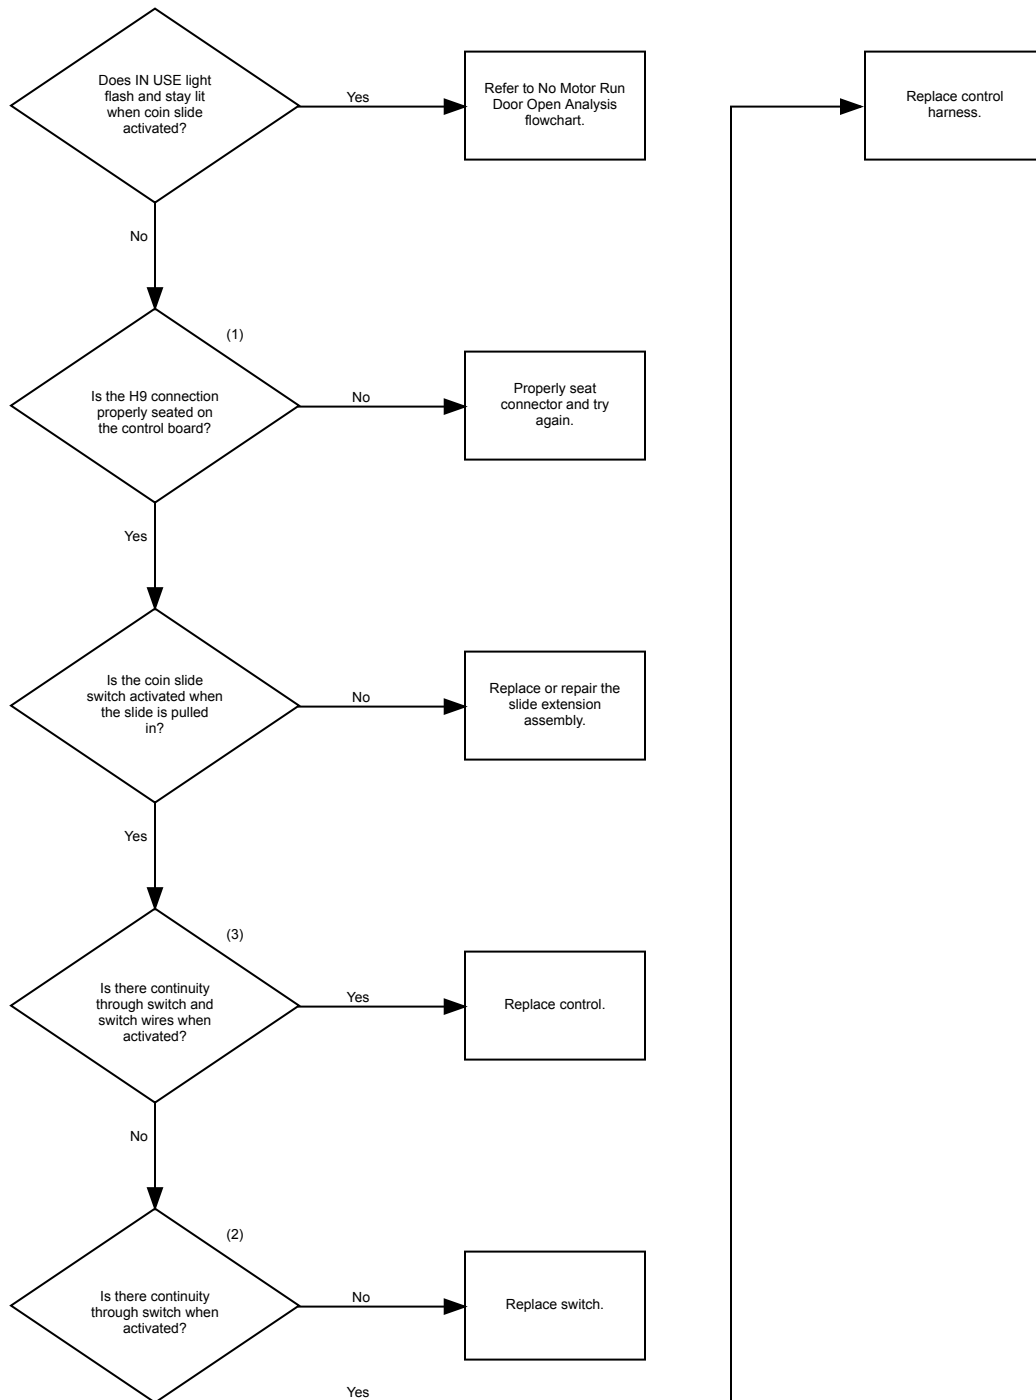 Does IN USE light
flash and stay lit
when coin slide
activated?
Yes
Refer to No Motor Run
Door Open Analysis
flowchart.
Replace control
harness.
No
(1)
Is the H9 connection
properly seated on
the control board?
No
Properly seat
connector and try
again.
Yes
Is the coin slide
switch activated when
the slide is pulled
in?
No
Replace or repair the
slide extension
assembly.
Yes
(3)
Is there continuity
through switch and
switch wires when
activated?
Yes
Replace control.
No
(2)
Is there continuity
through switch when
activated?
No
Replace switch.
Yes